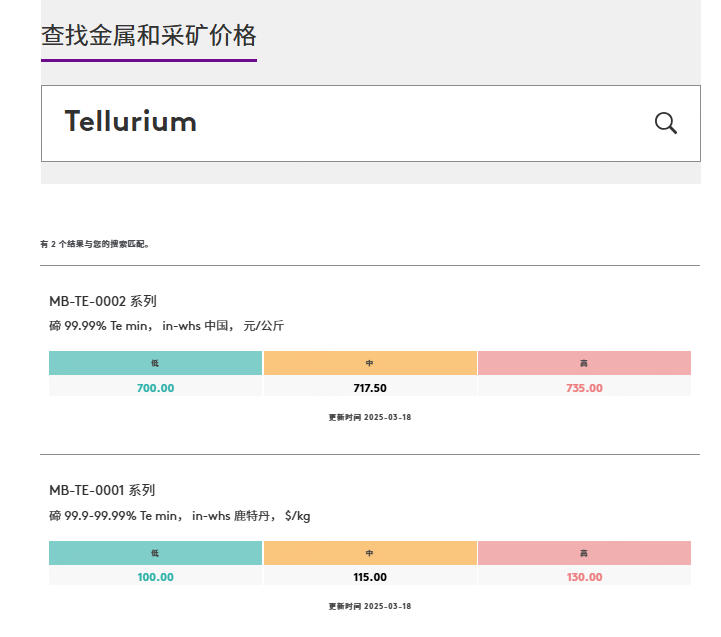 查找金属和采矿价格
Tellurium
有 2 个结果与您的搜索匹配。
MB-TE-0002 系列
碲 99.99% Te min， in-whs 中国， 元/公斤
低 中 高
700.00 717.50 735.00
更新时间 2025-03-18
MB-TE-0001 系列
碲 99.9-99.99% Te min， in-whs 鹿特丹， $/kg
低 中 高
100.00 115.00 130.00
更新时间 2025-03-18